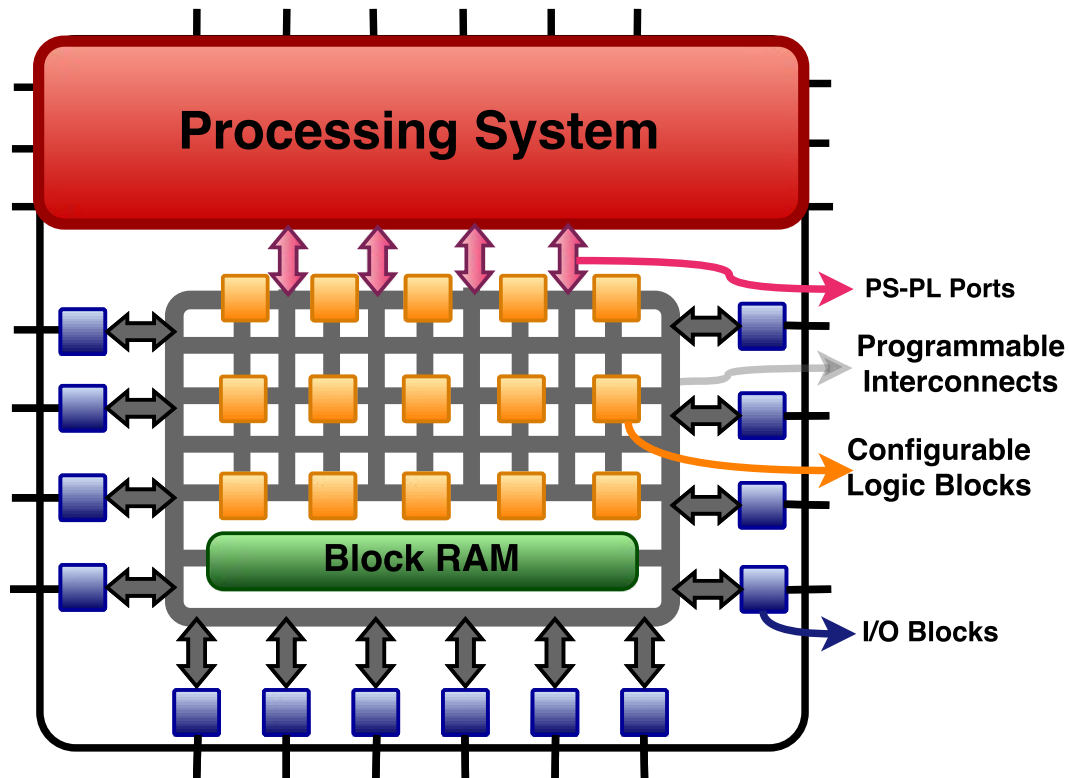 Processing System
PS-PL Ports
Programmable
Interconnects
Configurable
Logic Blocks
Block RAM
I/O Blocks